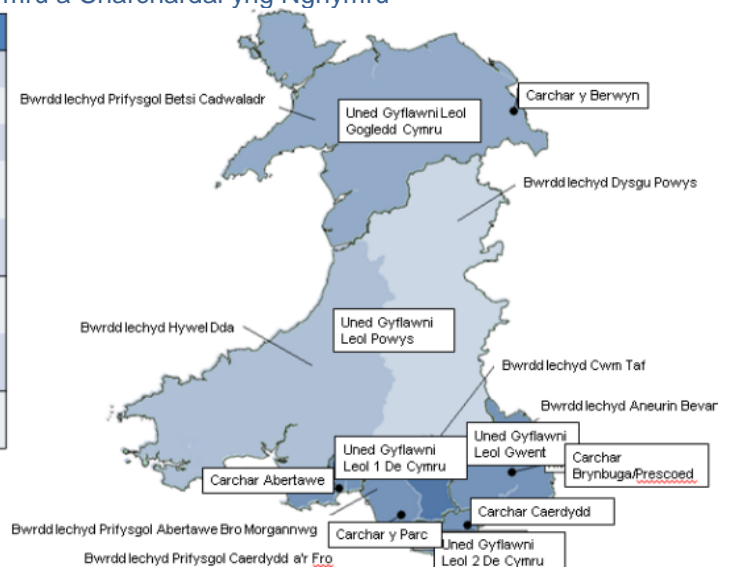 mru a Charchardai yng Nghymru
Bwrdd Iechyd Prifysgol Betsi Cadwaladr
Carchar y Berwyn
Uned Gyflawni Leol
Gogledd Cymru
Bwrdd Iechyd Dysgu Powys
Uned Gyflawni
Leol Powys
Bwrdd Iechyd Hywel Dda
Bwrdd Iechyd Cwm Taf
Bwrdd Iechyd Aneurin Bevan
Uned Gyflawni
Leol Gwent
Uned Gyflawni
Leol 1 De Cymru
Carchar
Brynbuga/Prescoed
Carchar Abertawe
Carchar Caerdydd
Bwrdd Iechyd Prifysgol Abertawe Bro Morgannwg
Carchar y Parc
Uned Gyflawni
Leol 2 De Cymru
Bwrdd Iechyd Prifysgol Caerdydd a'r Fro